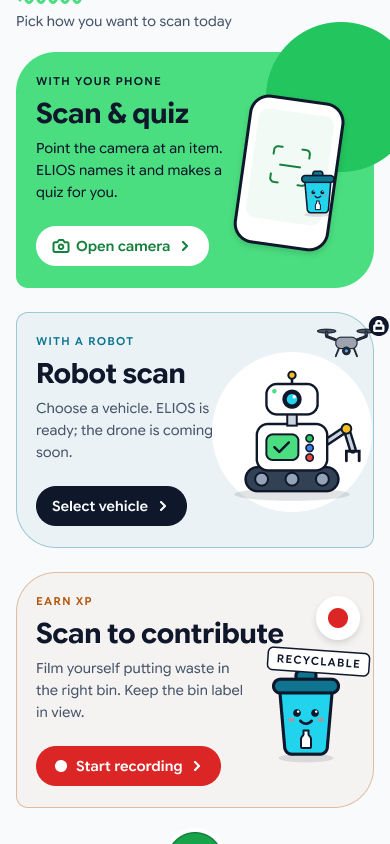 Pick how you want to scan today
WITH YOUR PHONE
Scan & quiz
Point the camera at an item.
ELIOS names it and makes a
quiz for you.
Open camera
WITH A ROBOT
Robot scan
Choose a vehicle. ELIOS is
ready; the drone is coming
soon.
Select vehicle
EARN XP
Scan to contribute
RECYCLABLE
Film yourself putting waste in
the right bin. Keep the bin label
in view.
Start recording